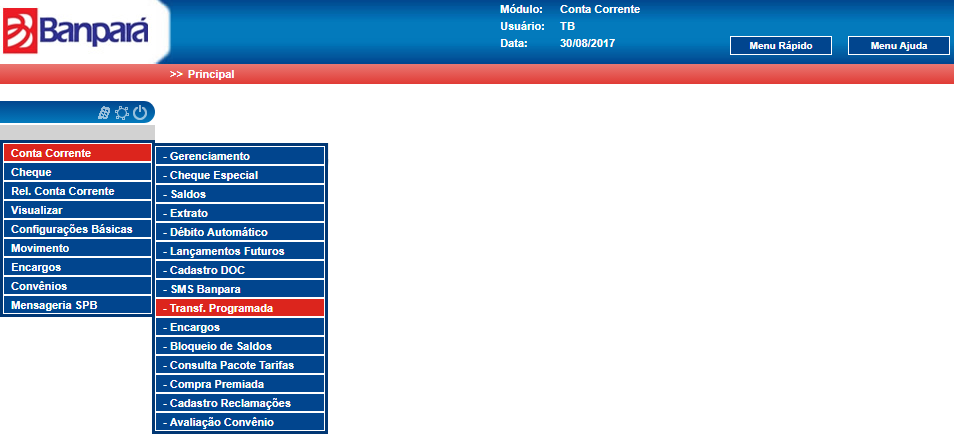 Banpará
Módulo: Conta Corrente
Usuário: TB
Data: 30/08/2017
Menu Rápido
Menu Ajuda
>> Principal
Conta Corrente
Cheque
Rel. Conta Corrente
Visualizar
Configurações Básicas
Movimento
Encargos
Convênios
Mensageria SPB
- Gerenciamento
- Cheque Especial
- Saldos
- Extrato
- Débito Automático
- Lançamentos Futuros
- Cadastro DOC
- SMS Banpara
- Transf. Programada
- Encargos
- Bloqueio de Saldos
- Consulta Pacote Tarifas
- Compra Premiada
- Cadastro Reclamações
- Avaliação Convênio